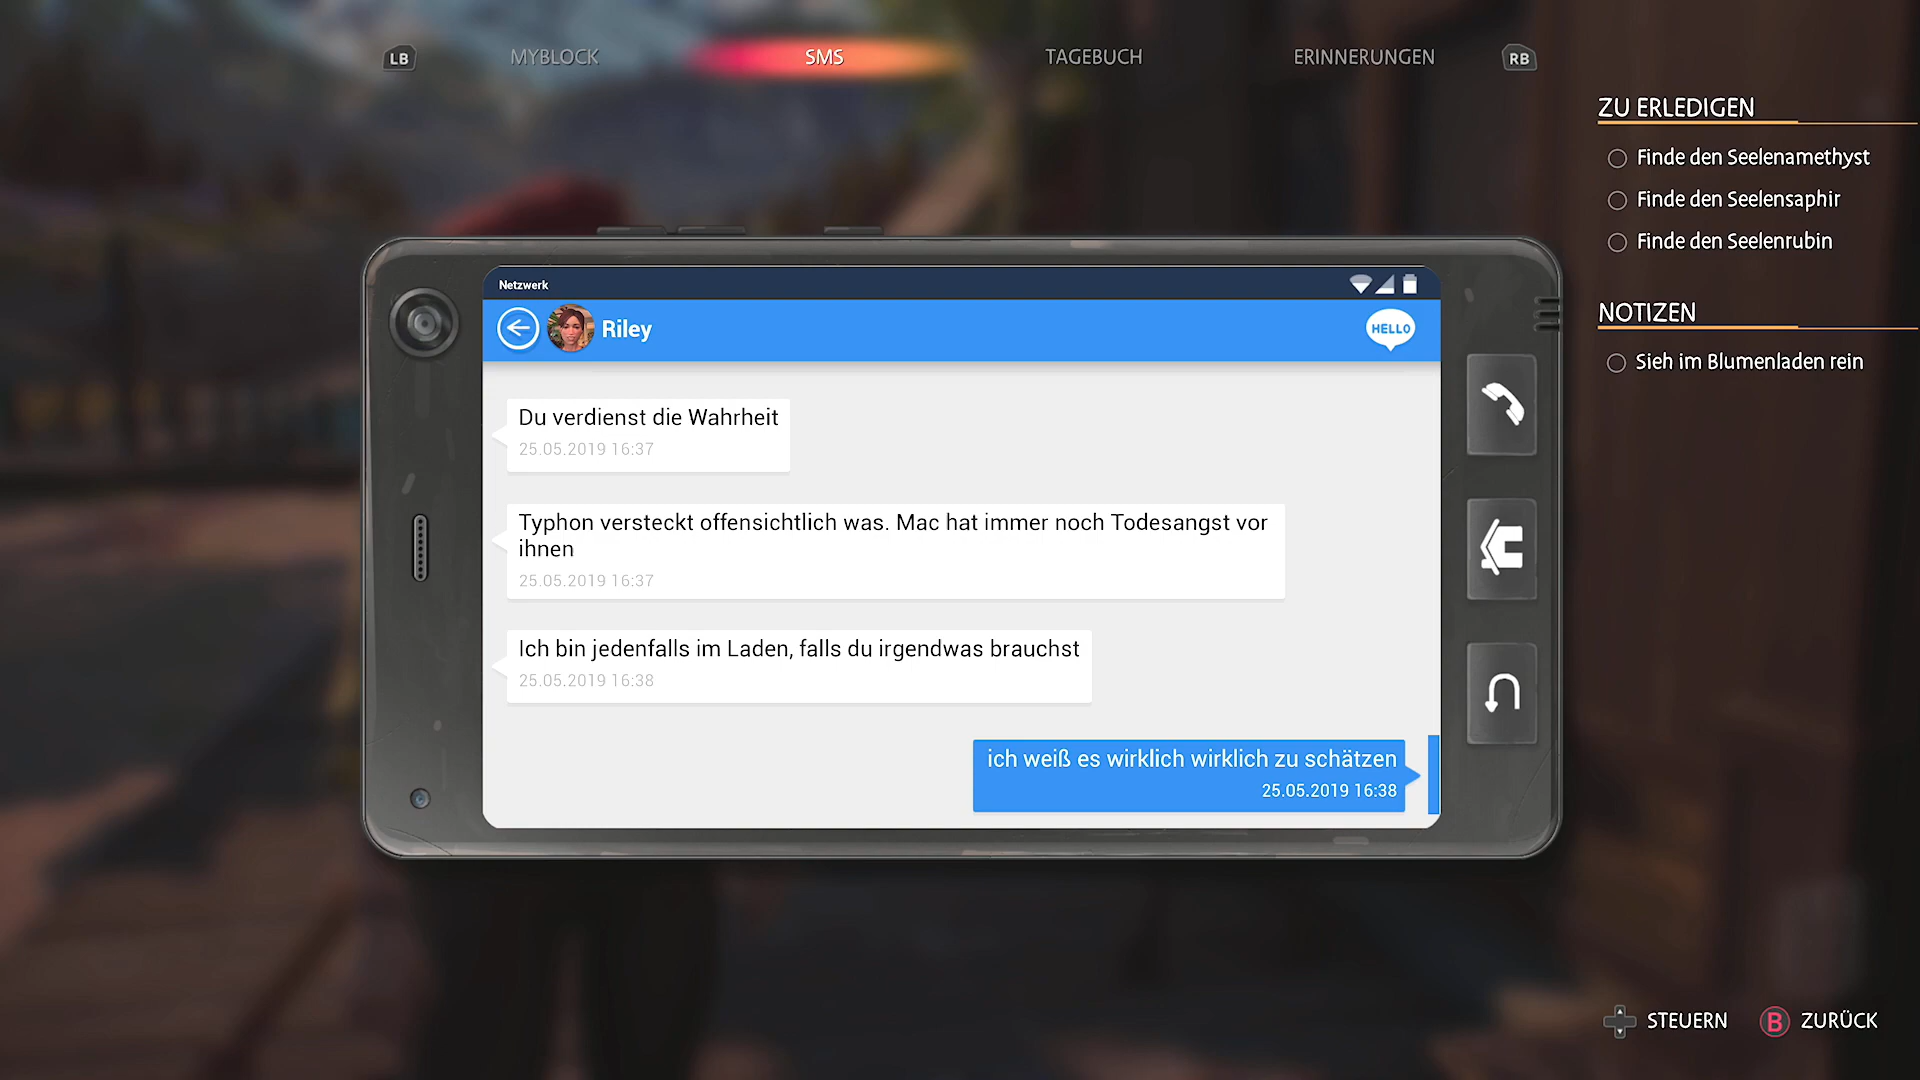 LB
MYBLOCK
SMS
TAGEBUCH
ERINNERUNGEN
RB
ZU ERLEDIGEN
Finde den Seelenamethyst
Finde den Seelensaphir
Finde den Seelenrubin
NOTIZEN
Sieh im Blumenladen rein
Netzwerk
Riley
HELLO
Du verdienst die Wahrheit
25.05.2019 16:37
Typhon versteckt offensichtlich was. Mac hat immer noch Todesangst vor
ihnen
25.05.2019 16:37
Ich bin jedenfalls im Laden, falls du irgendwas brauchst
25.05.2019 16:38
ich weiß es wirklich wirklich zu schätzen
25.05.2019 16:38
STEUERN
B ZURÜCK